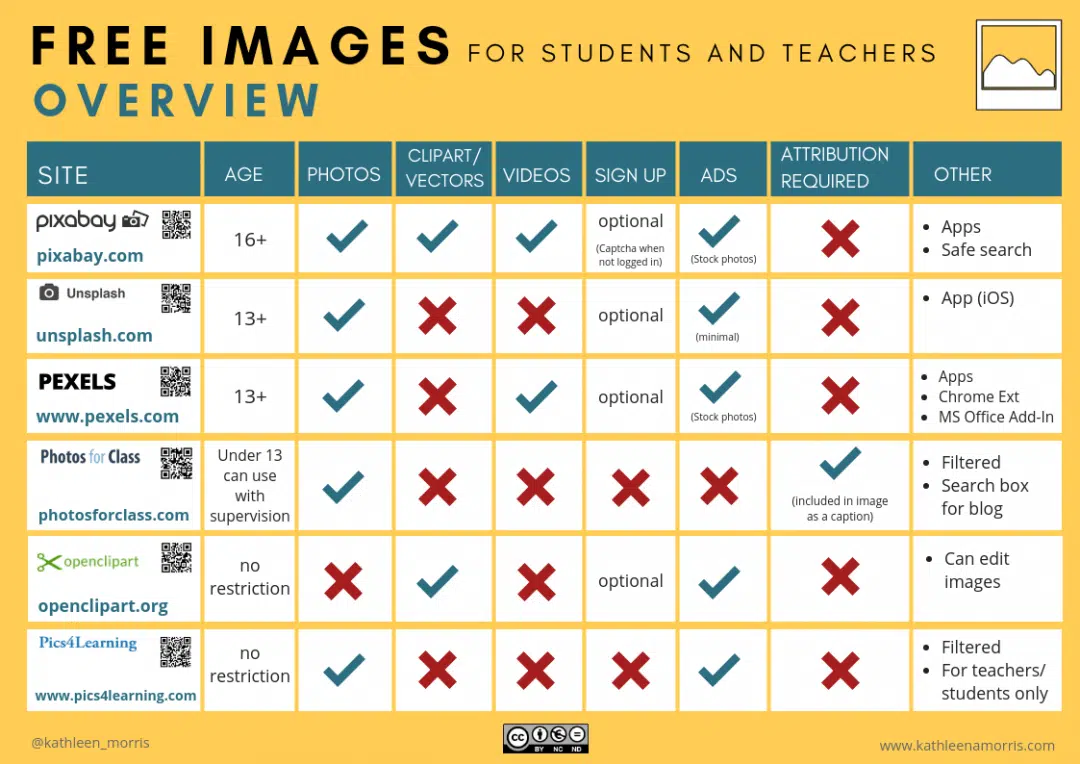 FREE IMAGES FOR STUDENTS AND TEACHERS
OVERVIEW
SITE
AGE
PHOTOS
CLIPART/
VECTORS
VIDEOS
SIGN UP
ADS
ATTRIBUTION
REQUIRED
OTHER
pixabay
pixabay.com
16+
optional
(Captcha when
not logged in)
(Stock photos)
• Apps
• Safe search
Unsplash
unsplash.com
13+
optional
(minimal)
• App (iOS)
PEXELS
www.pexels.com
13+
optional
(Stock photos)
• Apps
• Chrome Ext
• MS Office Add-In
Photos for Class
photosforclass.com
Under 13
can use
with
supervision
(included in image
as a caption)
• Filtered
• Search box
for blog
openclipart
openclipart.org
no
restriction
optional
• Can edit
images
Pics4Learning
www.pics4learning.com
no
restriction
• Filtered
• For teachers/
students only
@kathleen_morris
cc
BY NC ND
www.kathleenamorris.com